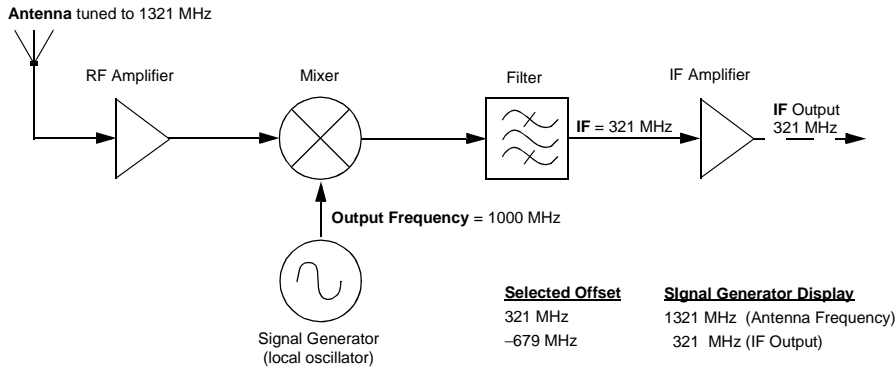 Antenna tuned to 1321 MHz
RF Amplifier
Mixer
Filter
IF Amplifier
IF = 321 MHz
IF Output
321 MHz
Output Frequency = 1000 MHz
Signal Generator
(local oscillator)
Selected Offset
SIgnal Generator Display
321 MHz
1321 MHz (Antenna Frequency)
–679 MHz
321 MHz (IF Output)